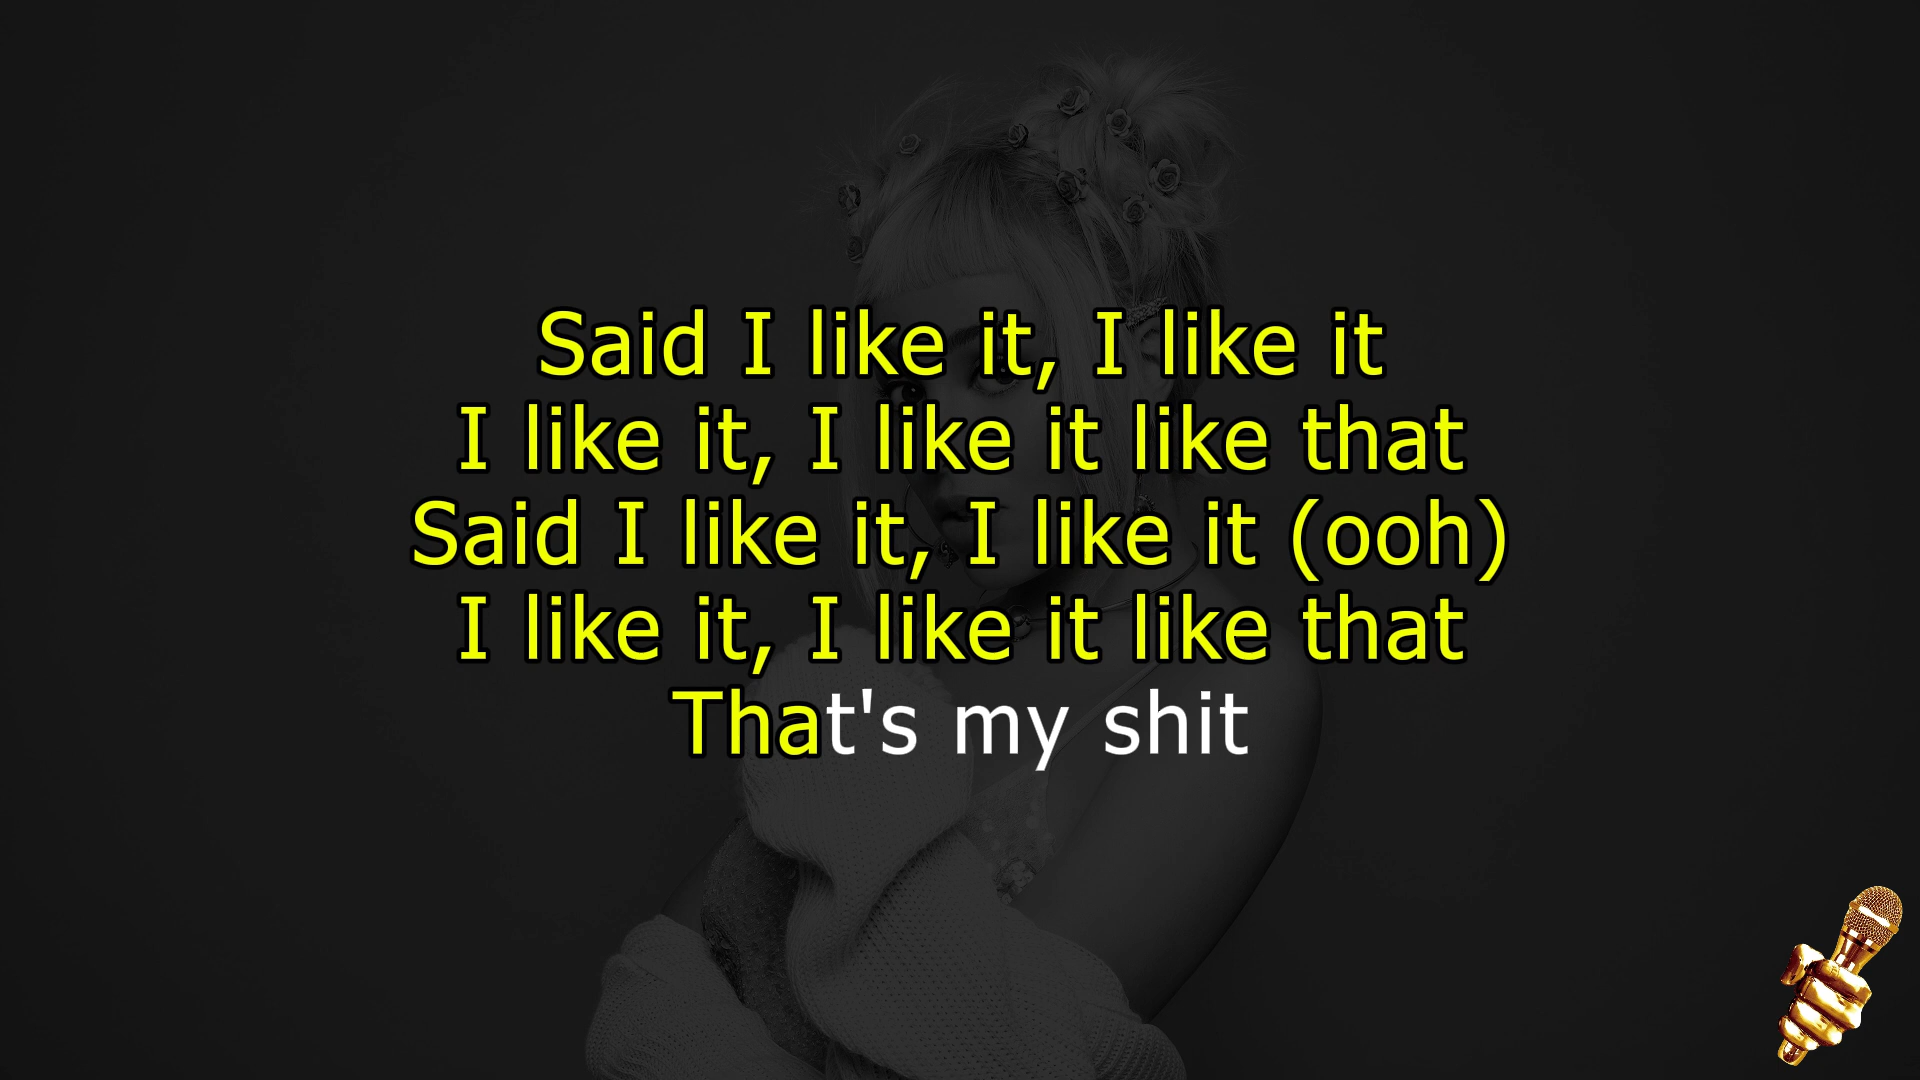 Said I like it, I like it
I like it, I like it like that
Said I like it, I like it (ooh)
I like it, I like it like that
That's my shit